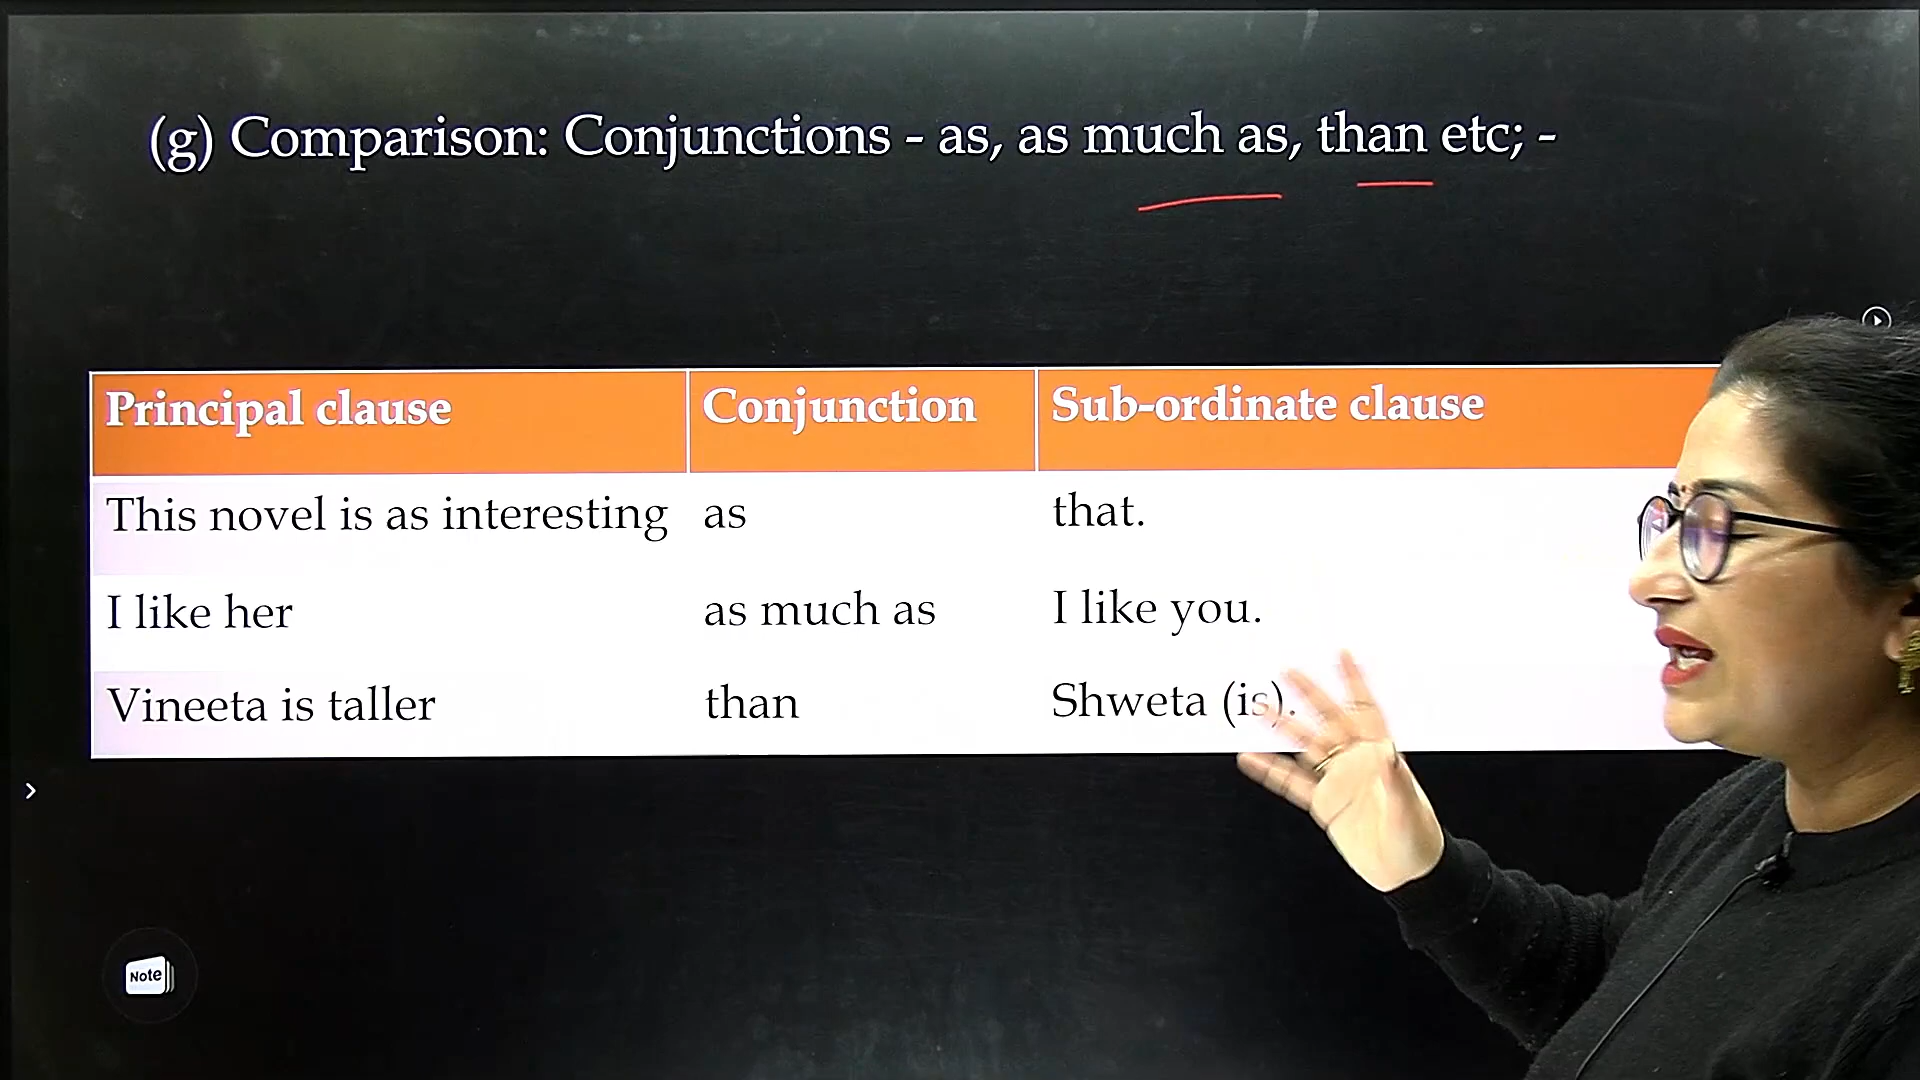 (g) Comparison: Conjunctions - as, as much as, than etc; -
Principal clause Conjunction Sub-ordinate clause
This novel is as interesting as that.
I like her as much as I like you.
Vineeta is taller than Shweta (is).
Note